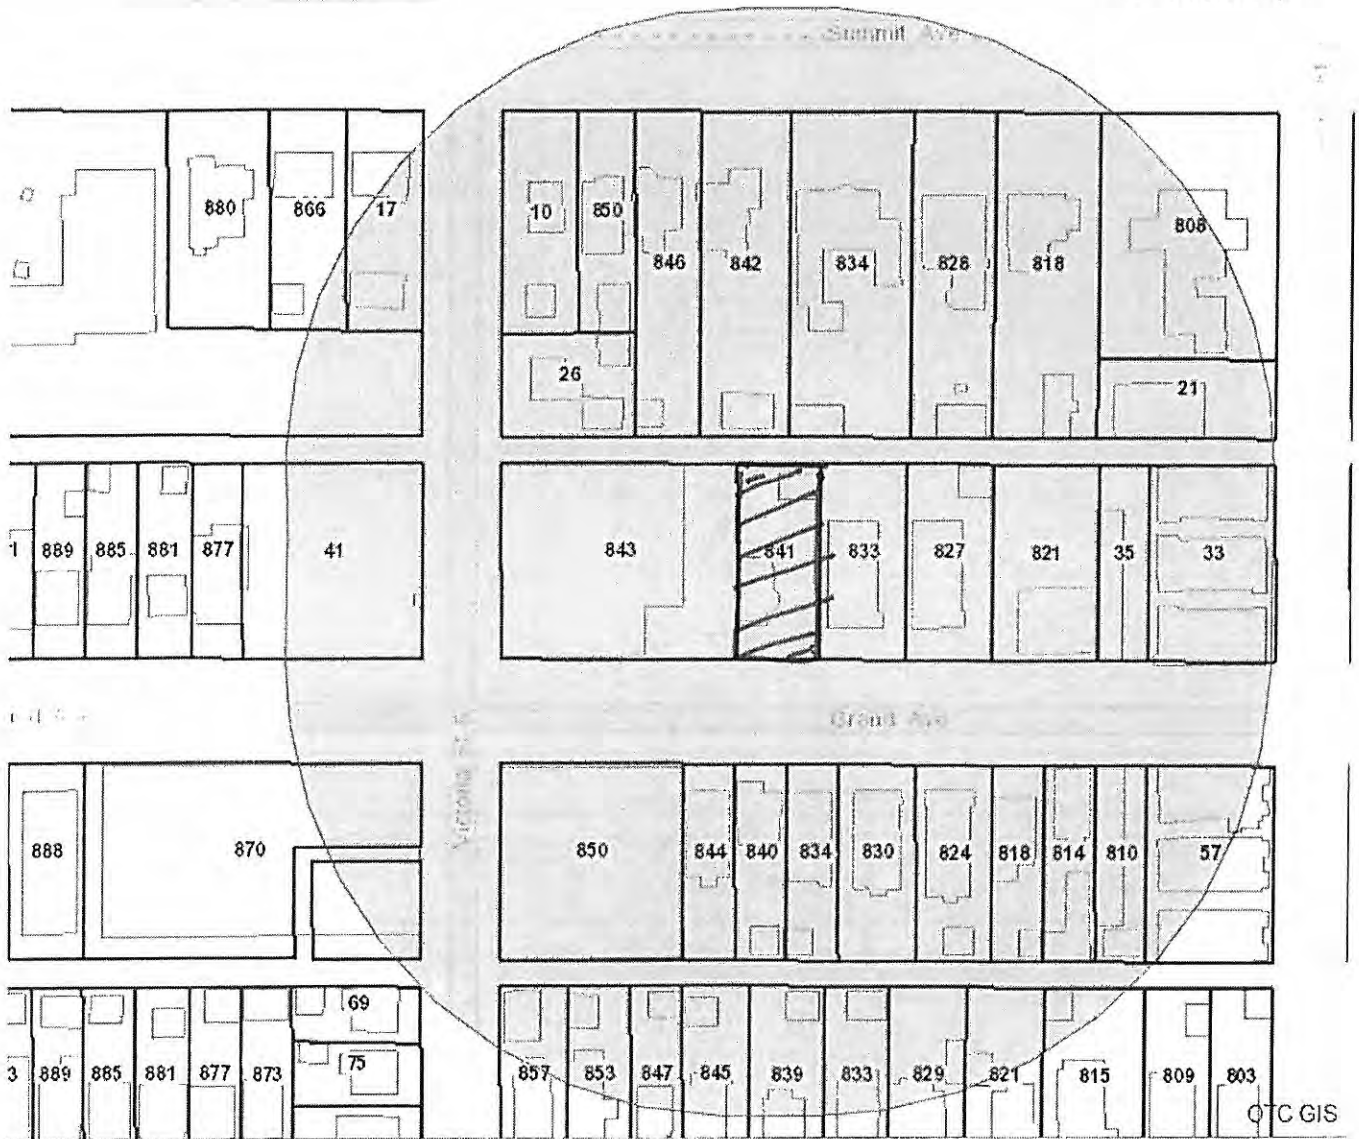 Summit Ave
880 866 17 10 850 846 842 834 828 818 808
26 21
1 889 885 881 877 41 843 841 833 827 821 35 33
Grand Ave
888 870 850 844 840 834 830 824 818 814 810 57
69
3 889 885 881 877 873 75 857 853 847 845 839 833 829 821 815 809 803
OTC GIS